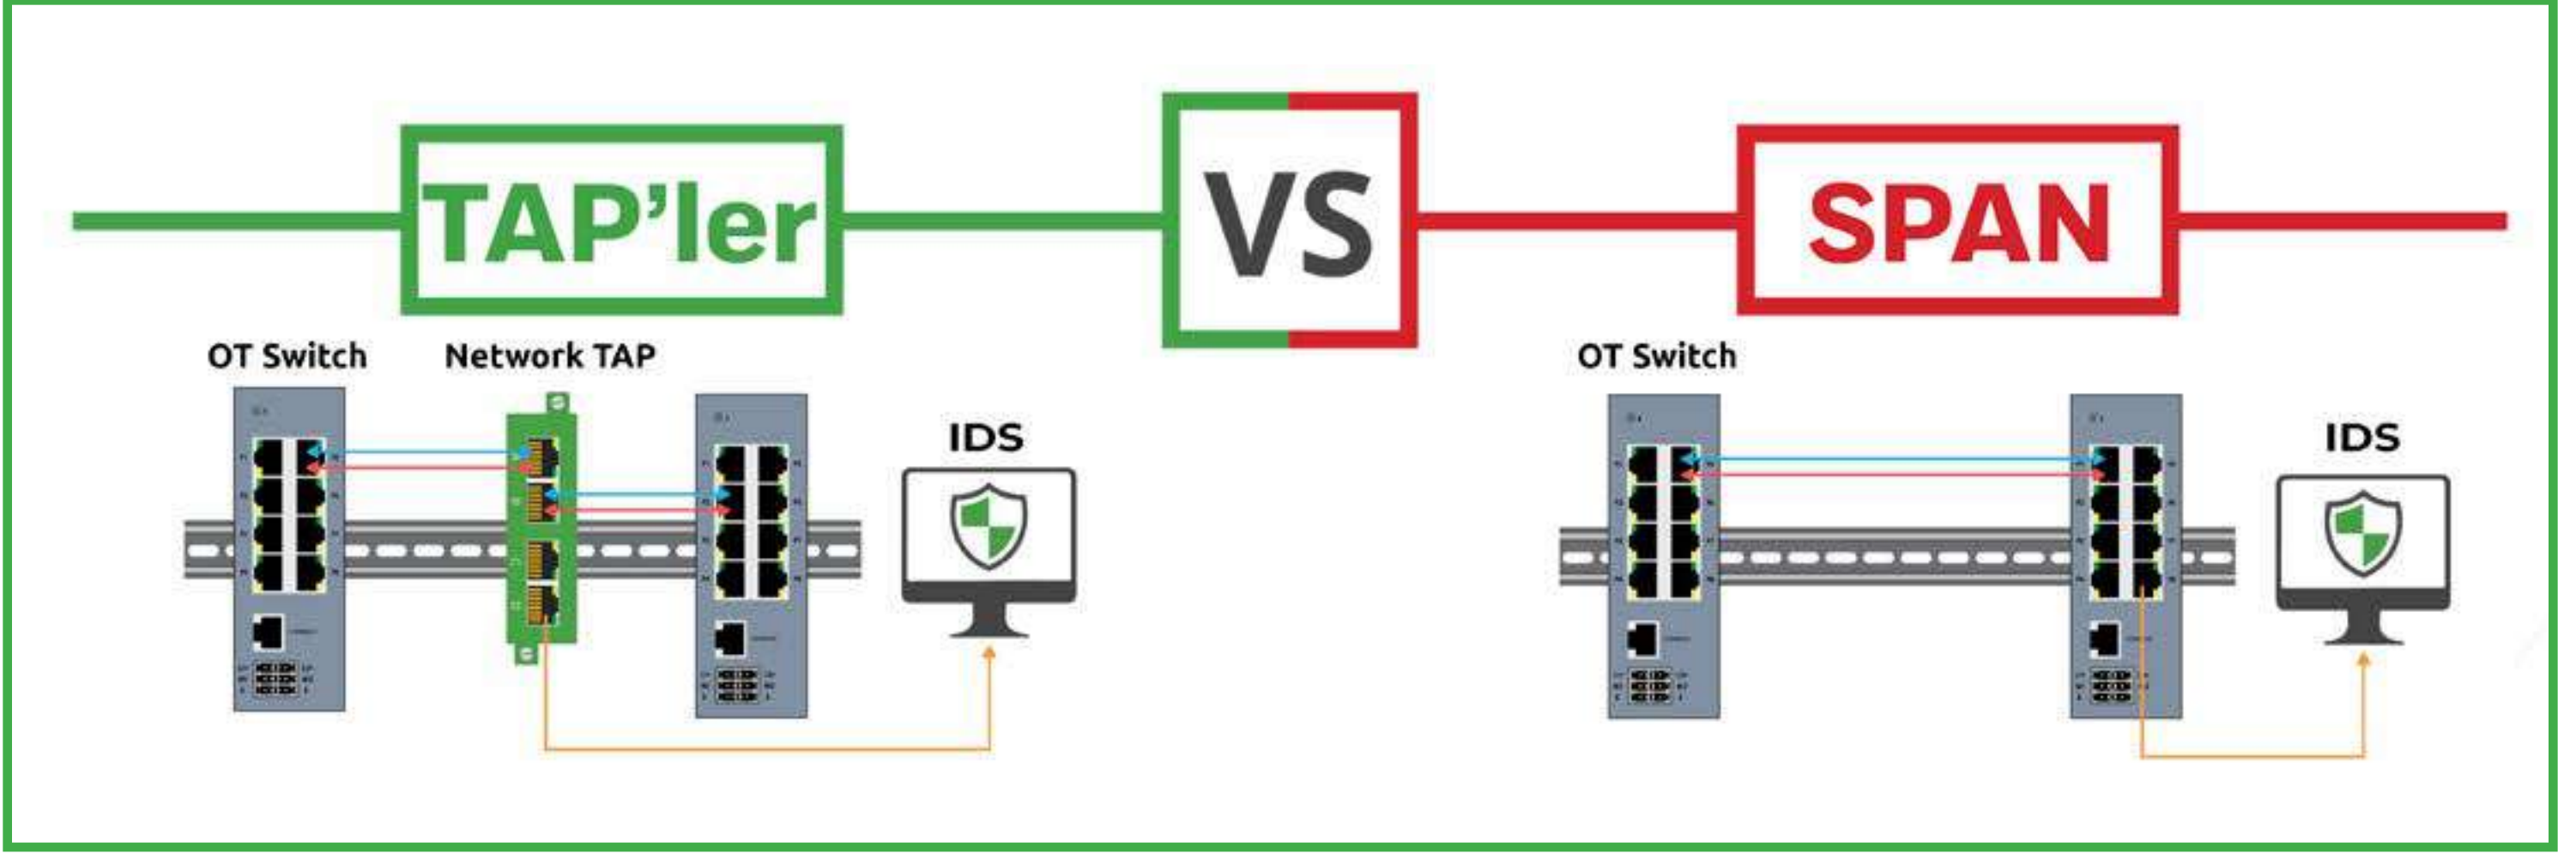 TAP'ler
VS
SPAN
OT Switch
Network TAP
IDS
OT Switch
IDS